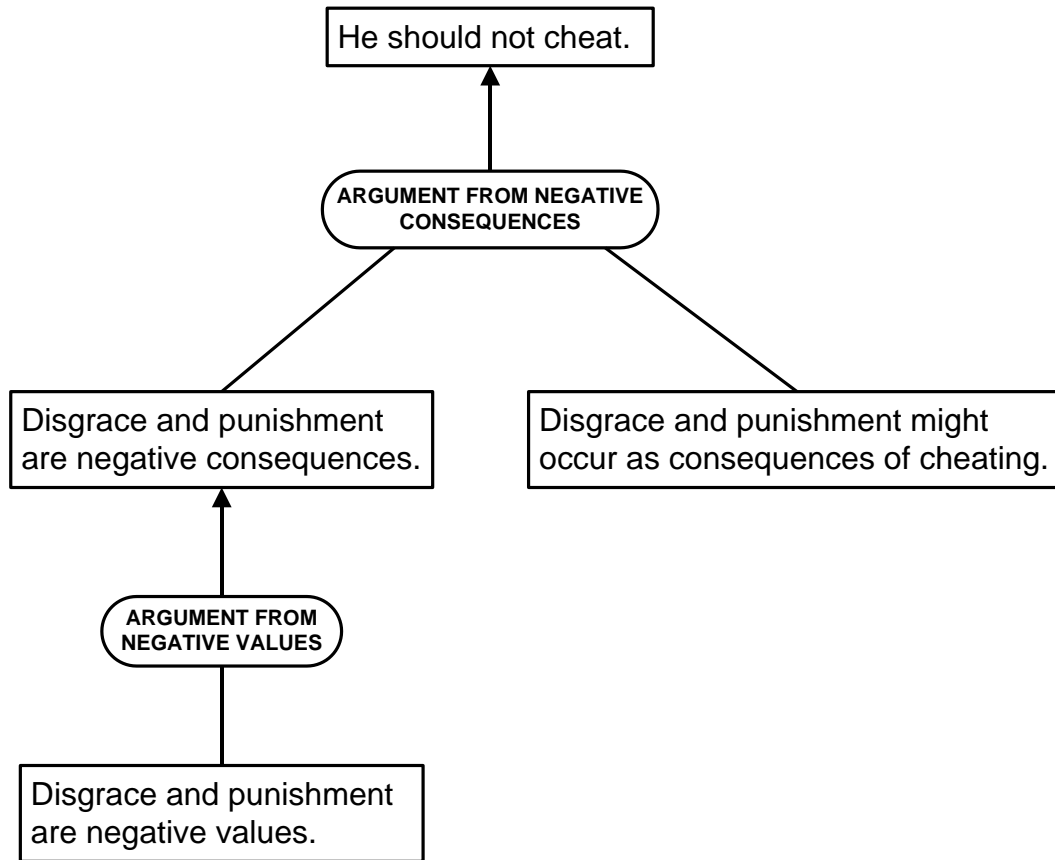 He should not cheat.
ARGUMENT FROM NEGATIVE
CONSEQUENCES
Disgrace and punishment
are negative consequences.
Disgrace and punishment might
occur as consequences of cheating.
ARGUMENT FROM
NEGATIVE VALUES
Disgrace and punishment
are negative values.